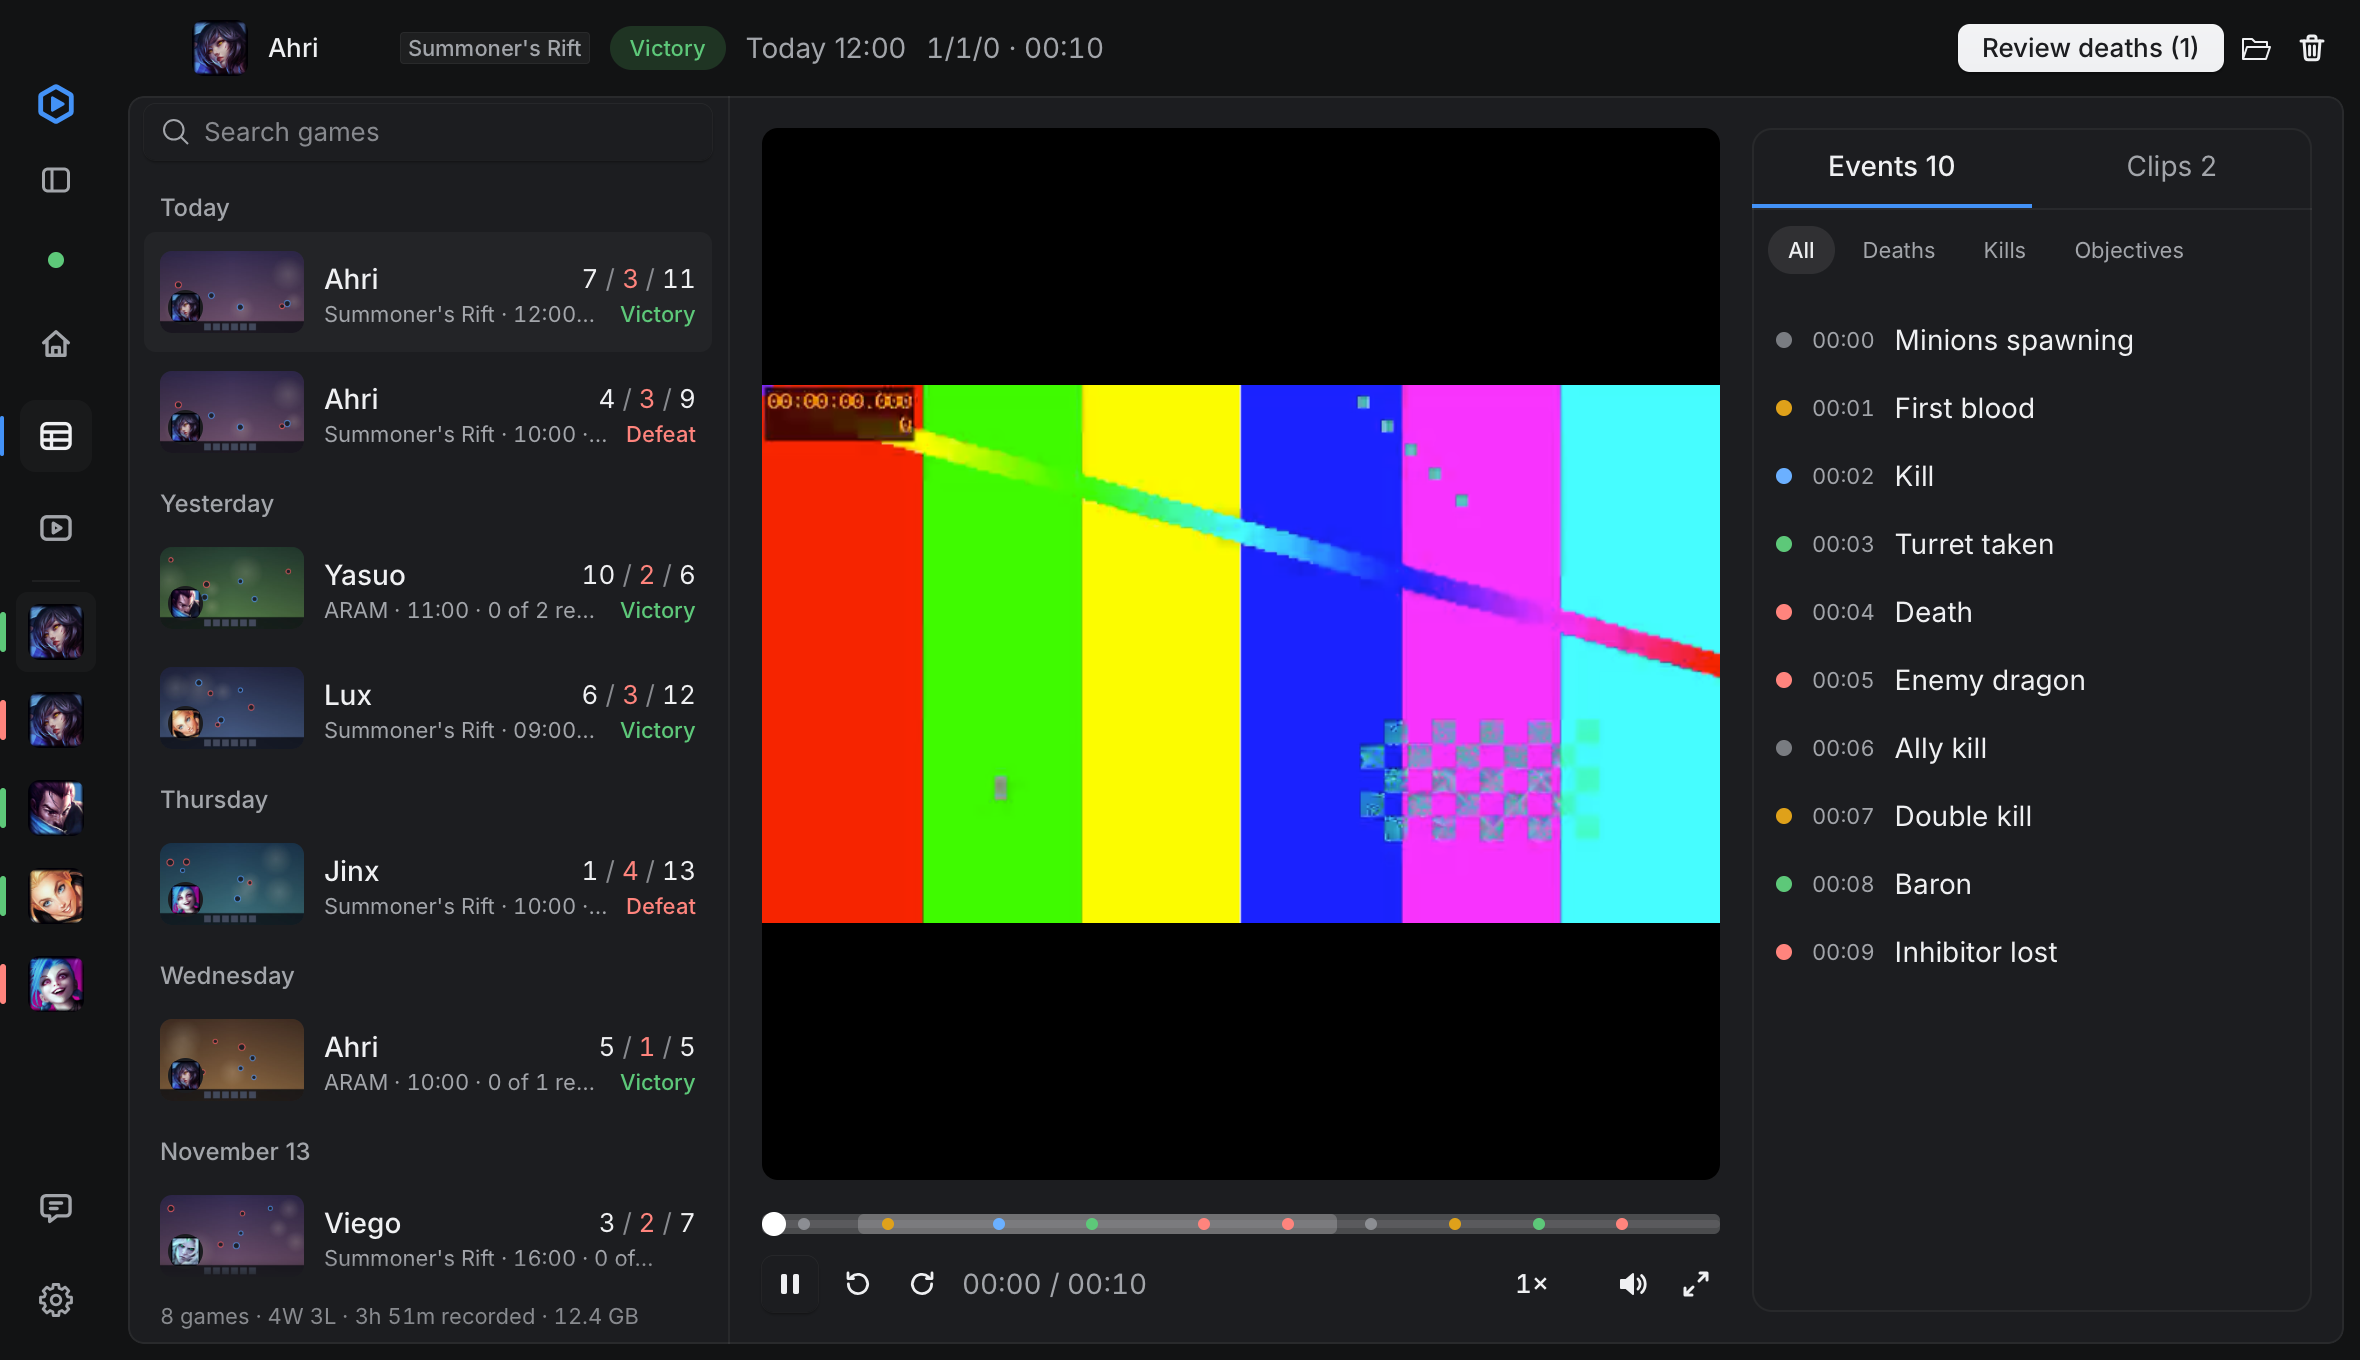 Ahri
Summoner's Rift
Victory
Today 12:00 1/1/0 · 00:10
Review deaths (1)
Search games
Today
Ahri 7 / 3 / 11
Summoner's Rift · 12:00... Victory
Ahri 4 / 3 / 9
Summoner's Rift · 10:00 ·... Defeat
Yesterday
Yasuo 10 / 2 / 6
ARAM · 11:00 · 0 of 2 re... Victory
Lux 6 / 3 / 12
Summoner's Rift · 09:00... Victory
Thursday
Jinx 1 / 4 / 13
Summoner's Rift · 10:00 ·... Defeat
Wednesday
Ahri 5 / 1 / 5
ARAM · 10:00 · 0 of 1 re... Victory
November 13
Viego 3 / 2 / 7
Summoner's Rift · 16:00 · 0 of...
8 games · 4W 3L · 3h 51m recorded · 12.4 GB
00:00:00.000
0
00:00 / 00:10
1×
Events 10
Clips 2
All Deaths Kills Objectives
00:00 Minions spawning
00:01 First blood
00:02 Kill
00:03 Turret taken
00:04 Death
00:05 Enemy dragon
00:06 Ally kill
00:07 Double kill
00:08 Baron
00:09 Inhibitor lost